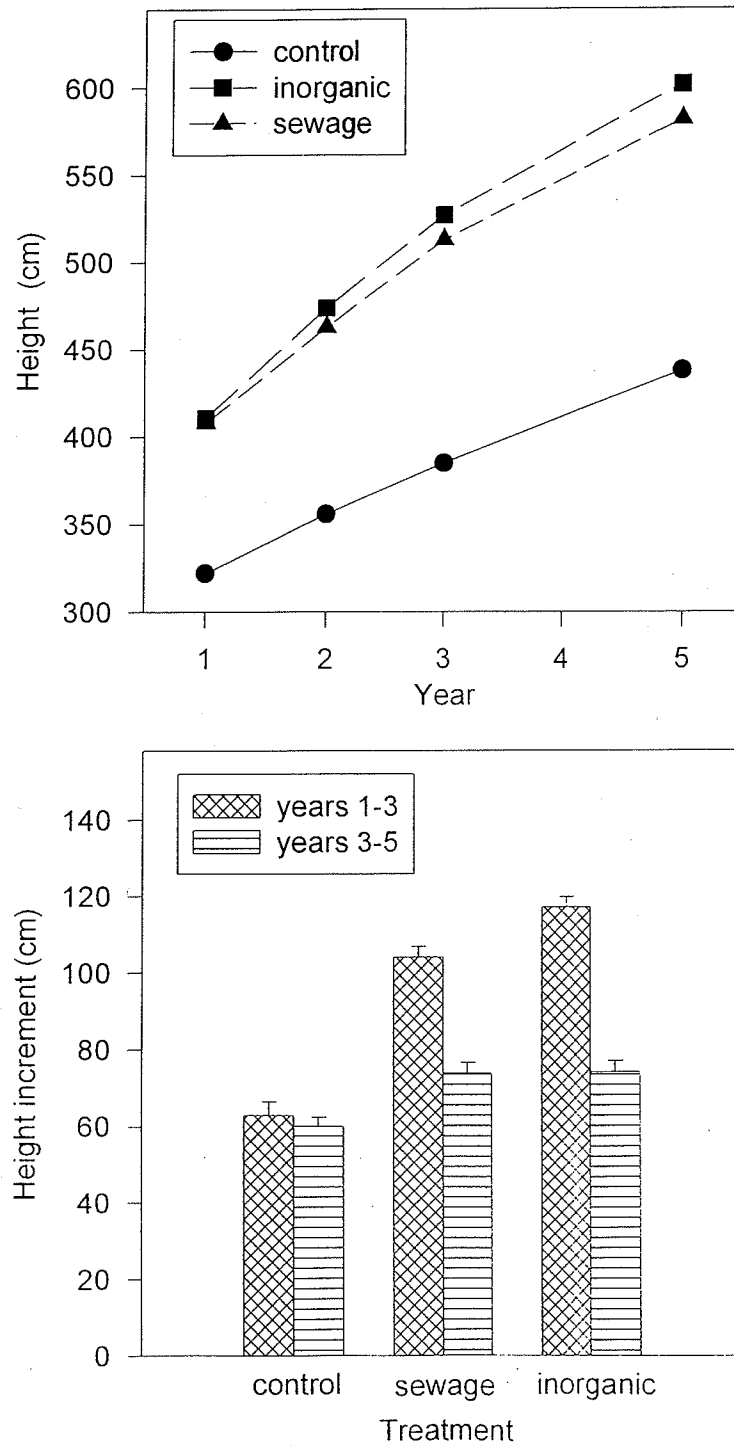 control
inorganic
sewage
600
550
500
450
400
350
300
Height (cm)
1 2 3 4 5
Year
years 1-3
years 3-5
140
120
100
80
60
40
20
0
Height increment (cm)
control sewage inorganic
Treatment